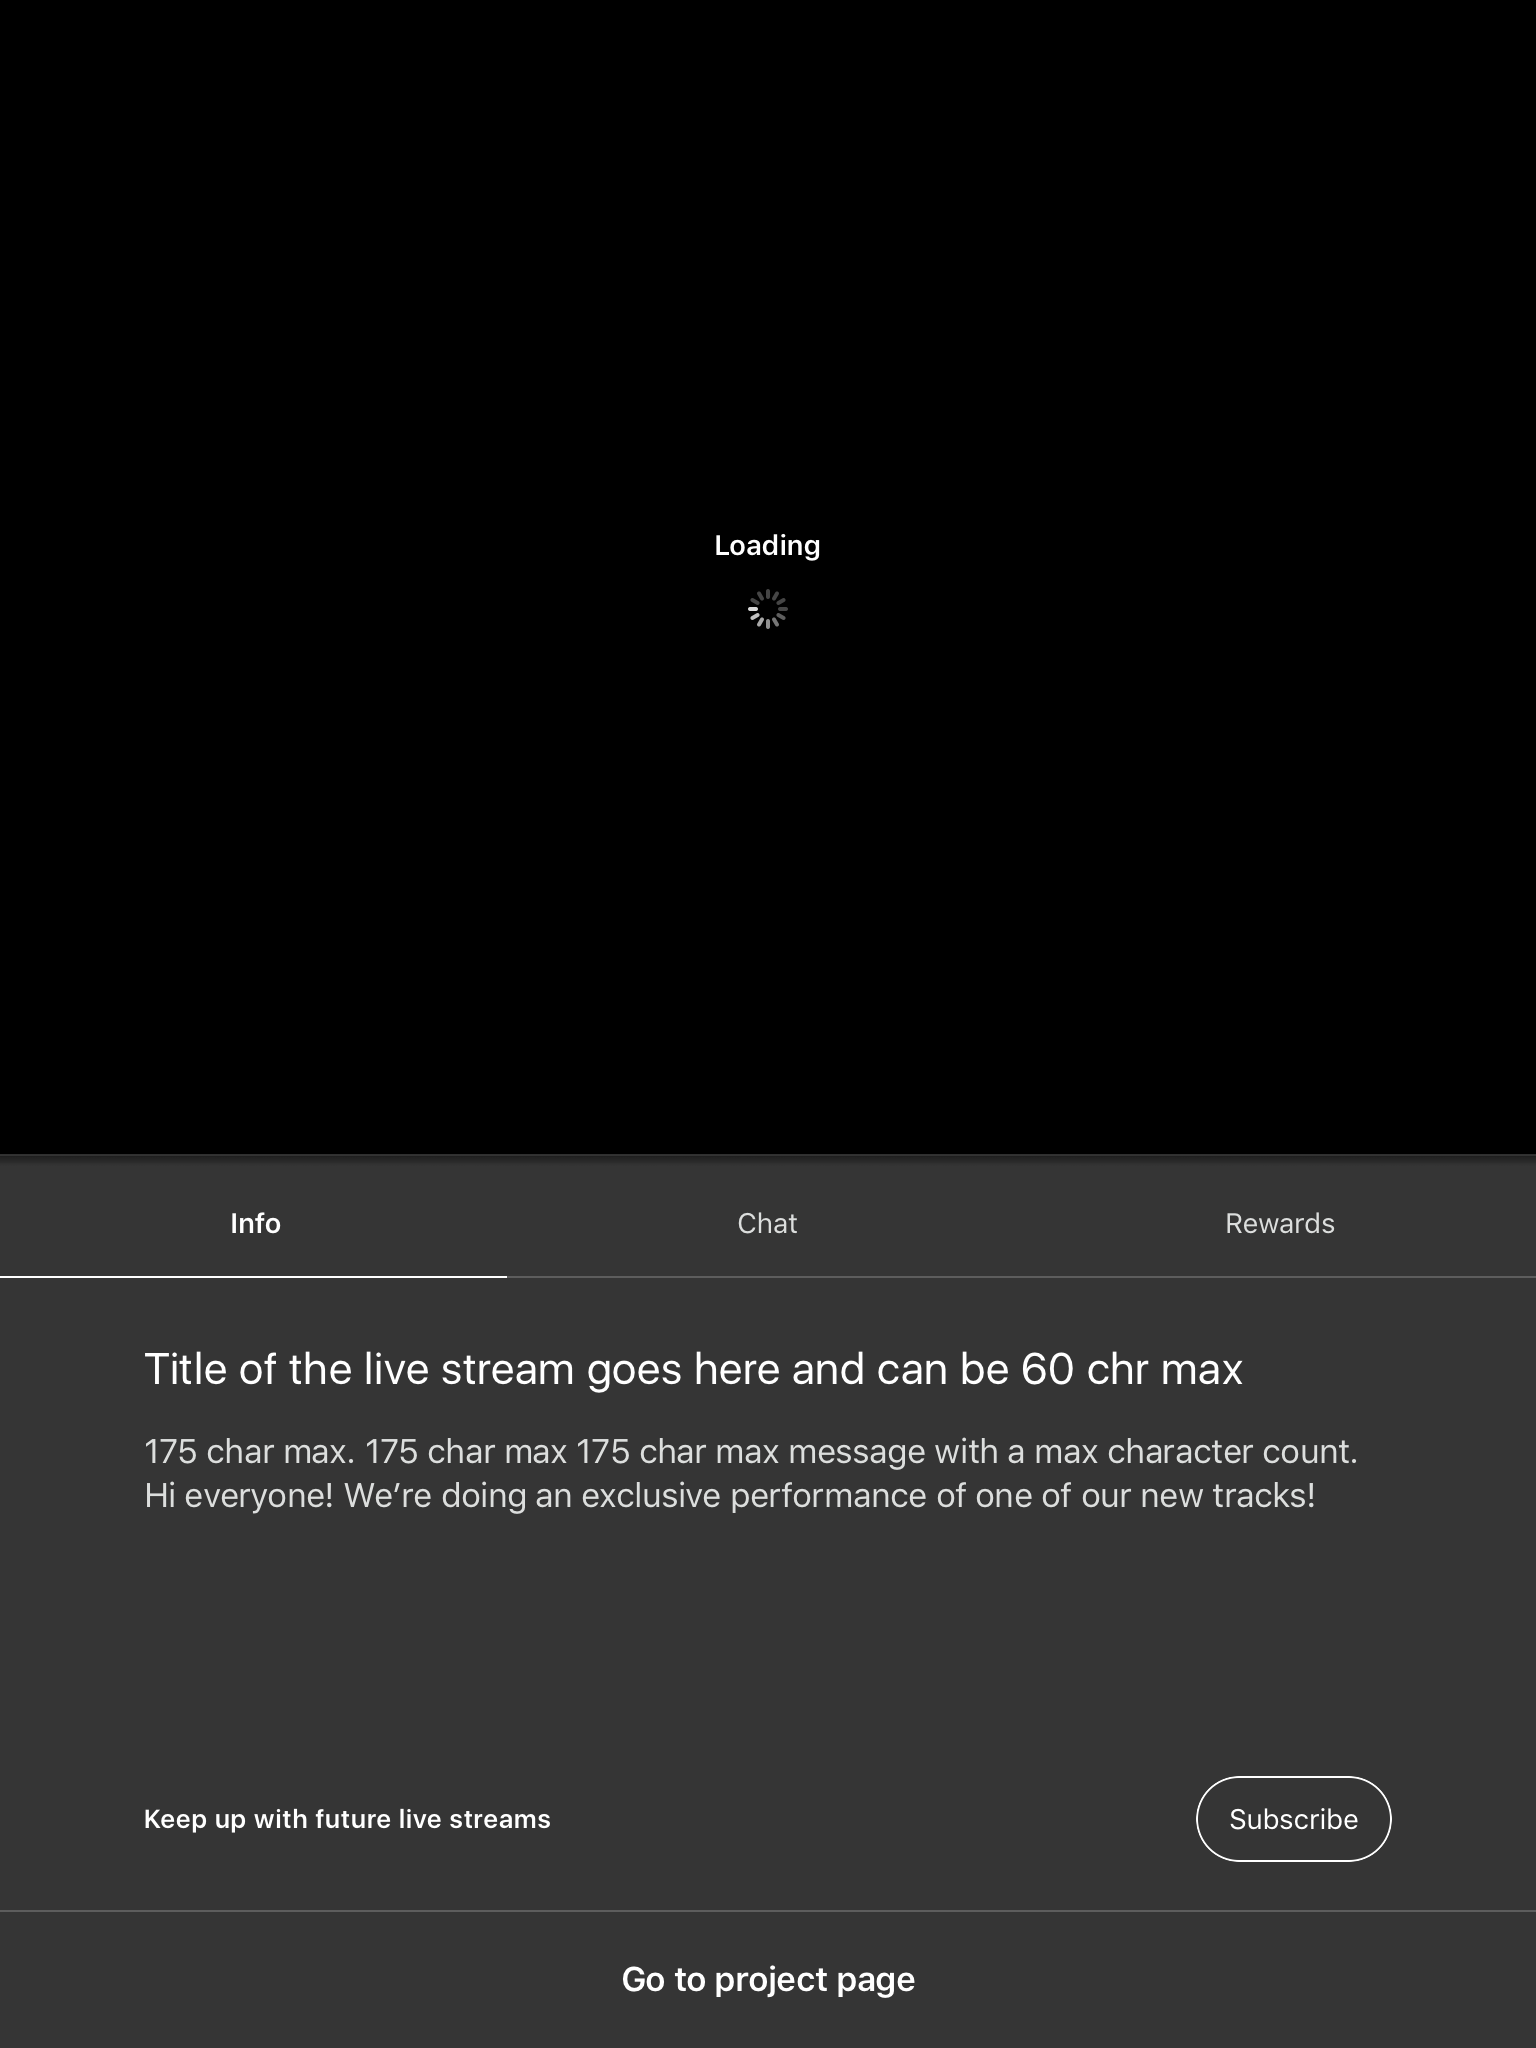 Loading
Info
Chat
Rewards
Title of the live stream goes here and can be 60 chr max
175 char max. 175 char max 175 char max message with a max character count.
Hi everyone! We’re doing an exclusive performance of one of our new tracks!
Keep up with future live streams
Subscribe
Go to project page